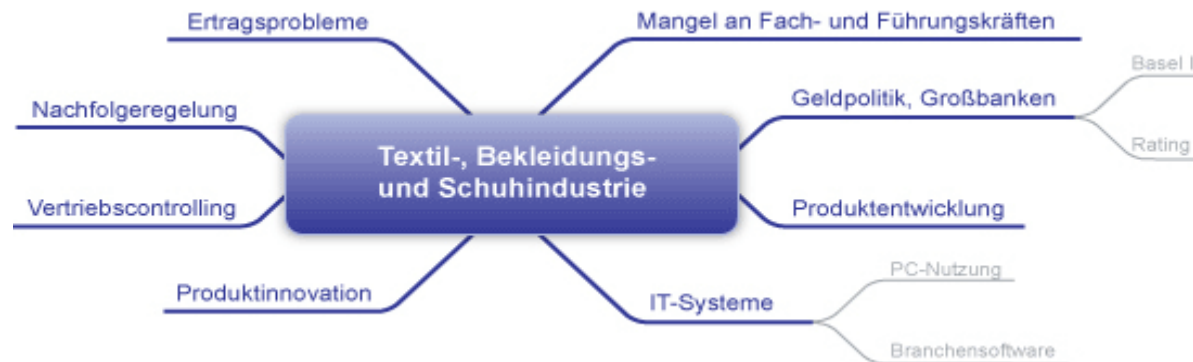 Ertragsprobleme
Mangel an Fach- und Führungskräften
Basel I
Nachfolgeregelung
Geldpolitik, Großbanken
Rating
Textil-, Bekleidungs-
und Schuhindustrie
Vertriebscontrolling
Produktentwicklung
PC-Nutzung
Produktinnovation
IT-Systeme
Branchensoftware